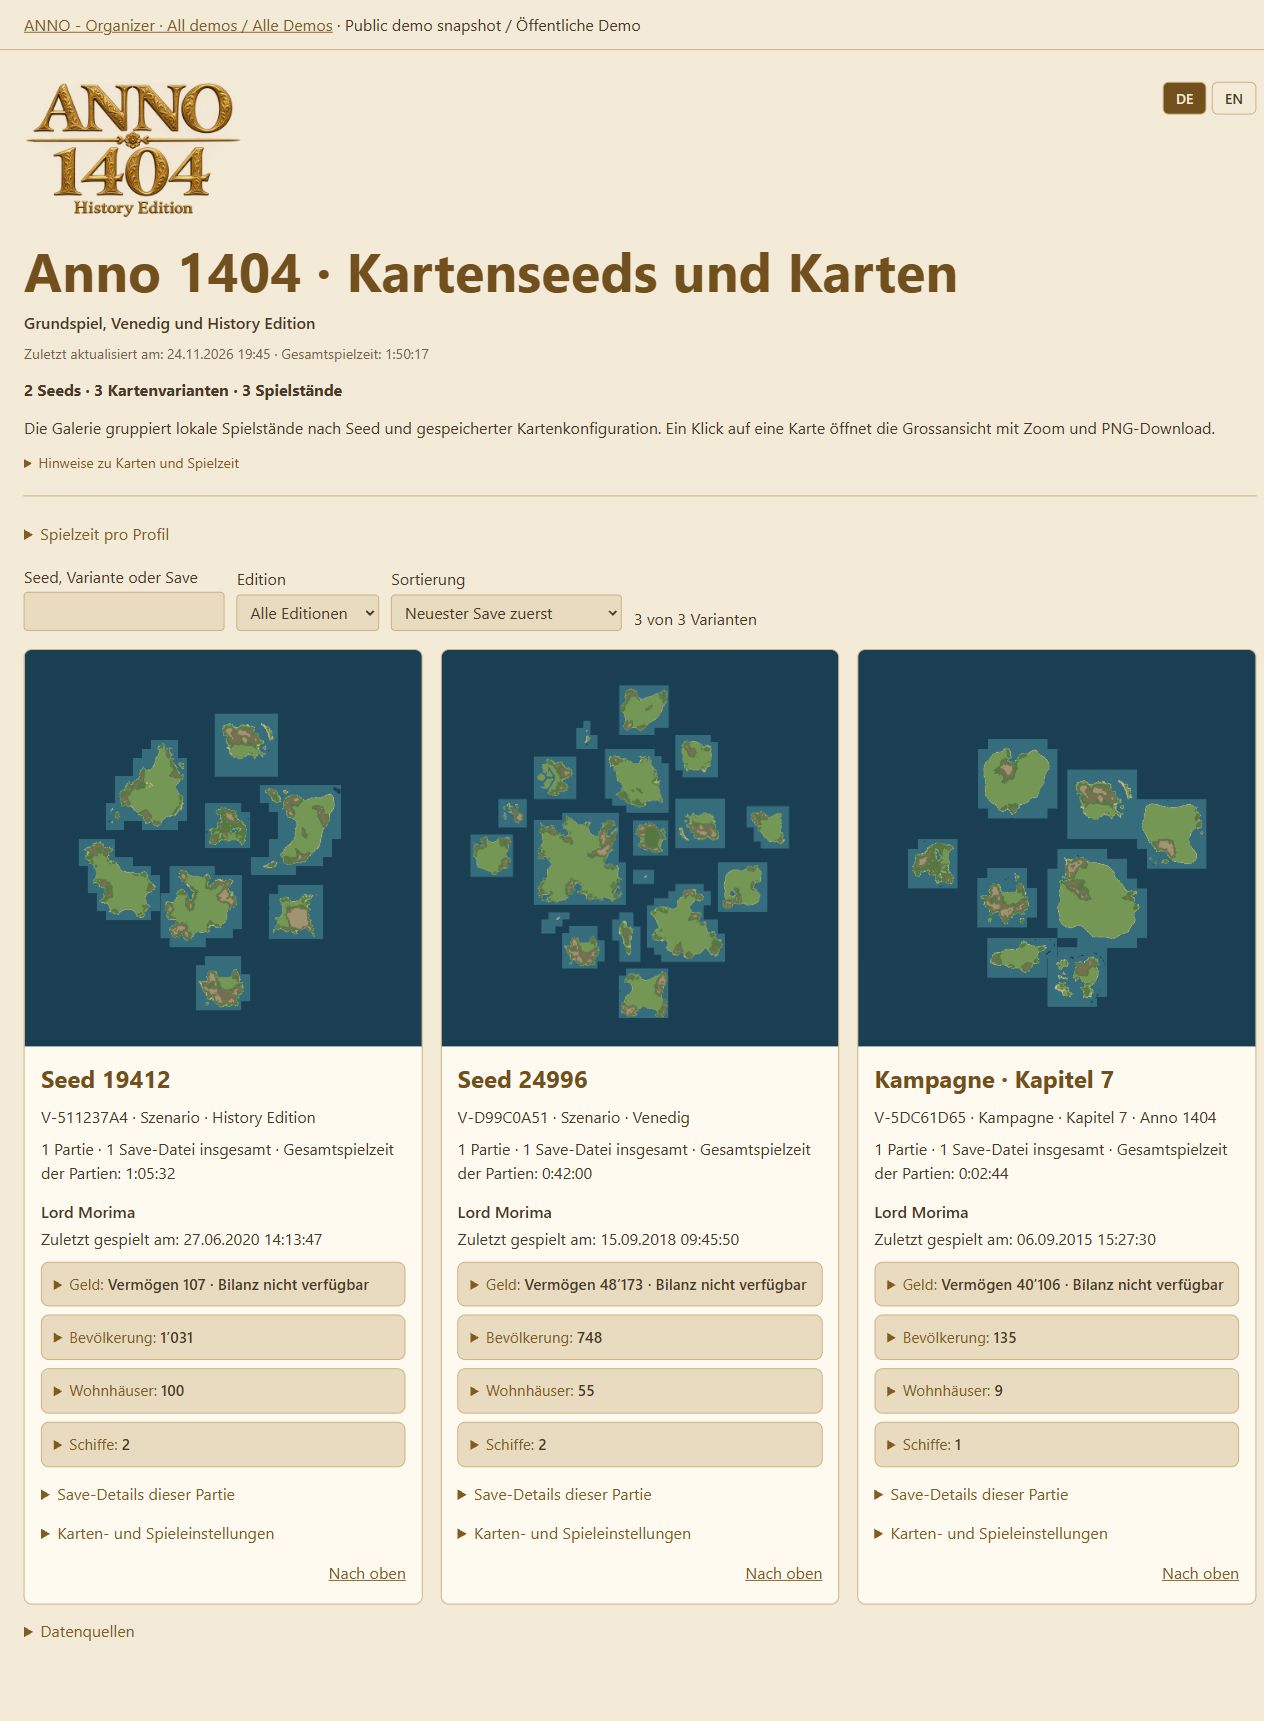 ANNO - Organizer · All demos / Alle Demos · Public demo snapshot / Öffentliche Demo
ANNO
1404
History Edition
DE EN
Anno 1404 · Kartenseeds und Karten
Grundspiel, Venedig und History Edition
Zuletzt aktualisiert am: 24.11.2026 19:45 · Gesamtspielzeit: 1:50:17
2 Seeds · 3 Kartenvarianten · 3 Spielstände
Die Galerie gruppiert lokale Spielstände nach Seed und gespeicherter Kartenkonfiguration. Ein Klick auf eine Karte öffnet die Grossansicht mit Zoom und PNG-Download.
Hinweise zu Karten und Spielzeit
Spielzeit pro Profil
Seed, Variante oder Save
Edition
Alle Editionen
Sortierung
Neuester Save zuerst
3 von 3 Varianten
Seed 19412
V-511237A4 · Szenario · History Edition
1 Partie · 1 Save-Datei insgesamt · Gesamtspielzeit
der Partien: 1:05:32
Lord Morima
Zuletzt gespielt am: 27.06.2020 14:13:47
Geld: Vermögen 107 · Bilanz nicht verfügbar
Bevölkerung: 1’031
Wohnhäuser: 100
Schiffe: 2
Save-Details dieser Partie
Karten- und Spieleinstellungen
Nach oben
Seed 24996
V-D99C0A51 · Szenario · Venedig
1 Partie · 1 Save-Datei insgesamt · Gesamtspielzeit
der Partien: 0:42:00
Lord Morima
Zuletzt gespielt am: 15.09.2018 09:45:50
Geld: Vermögen 48’173 · Bilanz nicht verfügbar
Bevölkerung: 748
Wohnhäuser: 55
Schiffe: 2
Save-Details dieser Partie
Karten- und Spieleinstellungen
Nach oben
Kampagne · Kapitel 7
V-5DC61D65 · Kampagne · Kapitel 7 · Anno 1404
1 Partie · 1 Save-Datei insgesamt · Gesamtspielzeit
der Partien: 0:02:44
Lord Morima
Zuletzt gespielt am: 06.09.2015 15:27:30
Geld: Vermögen 40’106 · Bilanz nicht verfügbar
Bevölkerung: 135
Wohnhäuser: 9
Schiffe: 1
Save-Details dieser Partie
Karten- und Spieleinstellungen
Nach oben
Datenquellen